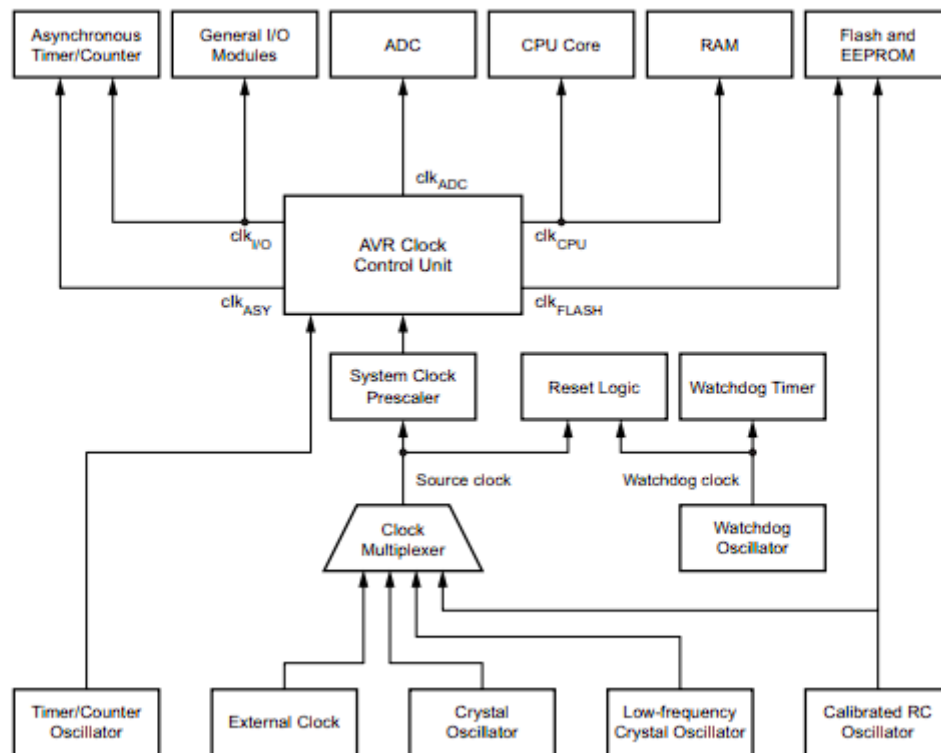 Asynchronous
Timer/Counter
General I/O
Modules
ADC
CPU Core
RAM
Flash and
EEPROM
clkADC
clkI/O
AVR Clock
Control Unit
clkCPU
clkASY
clkFLASH
System Clock
Prescaler
Reset Logic
Watchdog Timer
Source clock
Watchdog clock
Clock
Multiplexer
Watchdog
Oscillator
Timer/Counter
Oscillator
External Clock
Crystal
Oscillator
Low-frequency
Crystal Oscillator
Calibrated RC
Oscillator